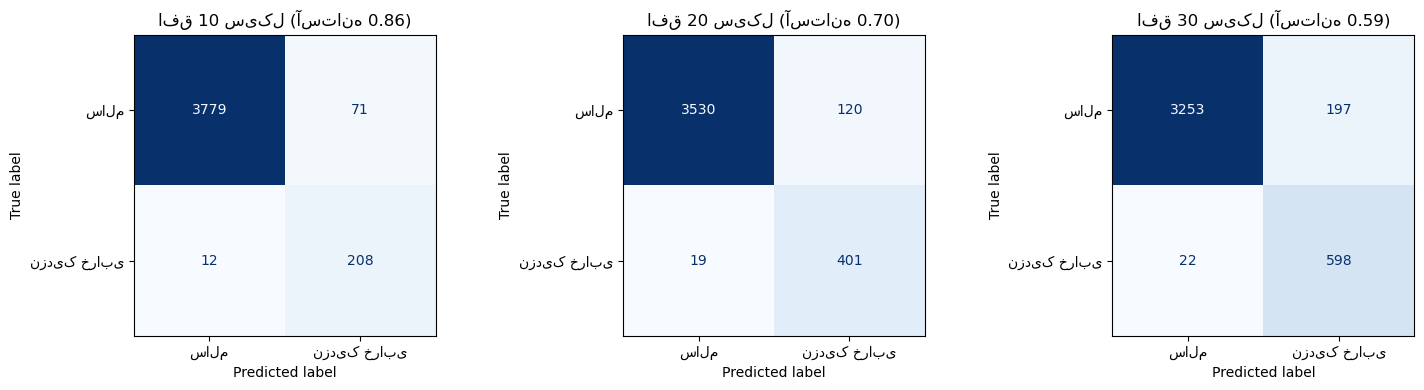 افق 10 سیکل (آستانه 0.86)
True label
سالم
نزدیک خرابی
3779
71
12
208
سالم
نزدیک خرابی
Predicted label
افق 20 سیکل (آستانه 0.70)
True label
سالم
نزدیک خرابی
3530
120
19
401
سالم
نزدیک خرابی
Predicted label
افق 30 سیکل (آستانه 0.59)
True label
سالم
نزدیک خرابی
3253
197
22
598
سالم
نزدیک خرابی
Predicted label